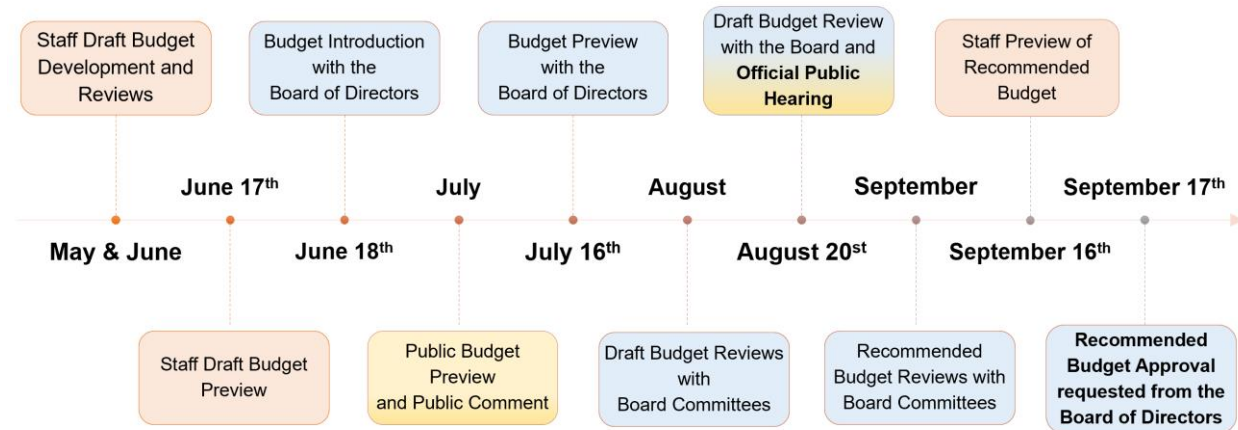 Staff Draft Budget
Development and
Reviews
Budget Introduction
with the
Board of Directors
Budget Preview
with the
Board of Directors
Draft Budget Review
with the Board and
Official Public
Hearing
Staff Preview of
Recommended
Budget
June 17th
July
August
September
September 17th
May & June
June 18th
July 16th
August 20st
September 16th
Staff Draft Budget
Preview
Public Budget
Preview
and Public Comment
Draft Budget Reviews
with
Board Committees
Recommended
Budget Reviews with
Board Committees
Recommended
Budget Approval
requested from the
Board of Directors